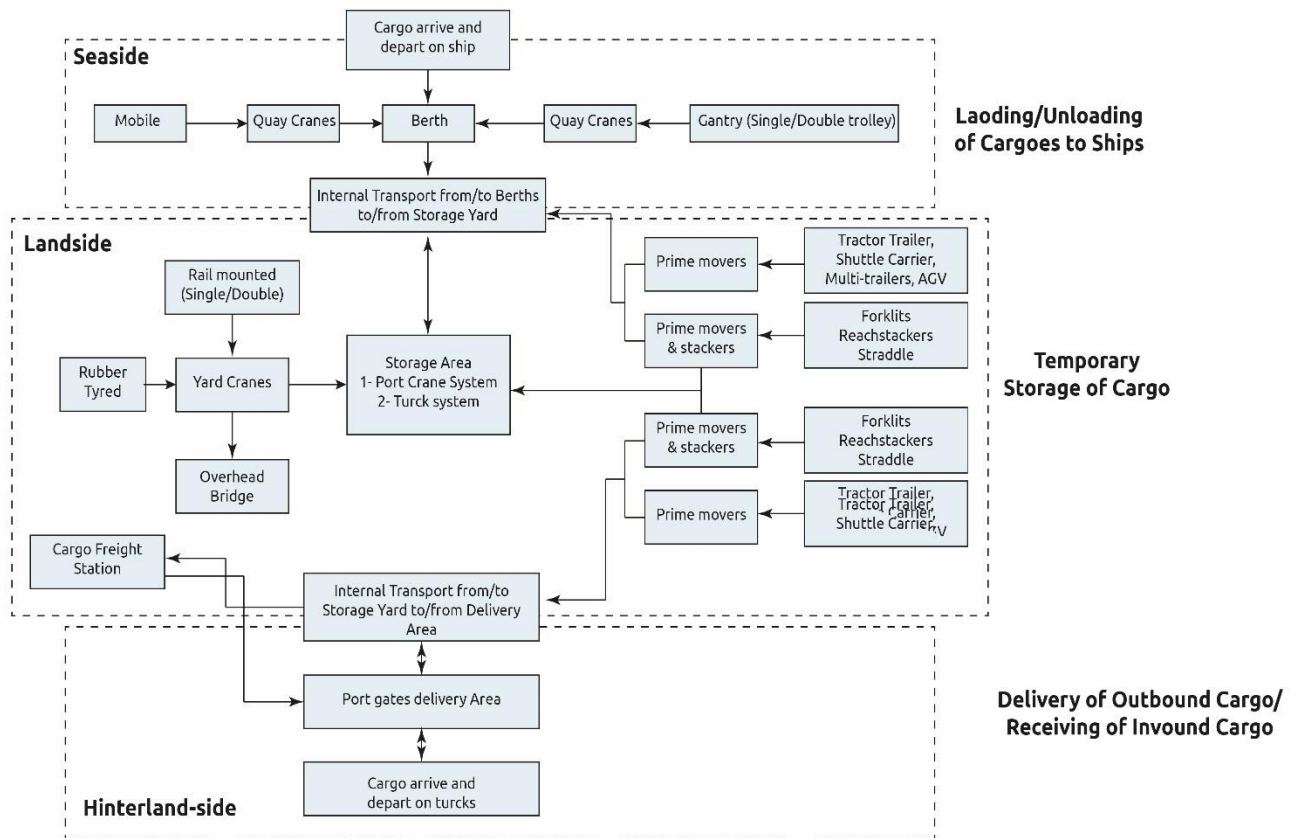 Cargo arrive and
depart on ship
Seaside
Mobile
Quay Cranes
Berth
Quay Cranes
Gantry (Single/Double trolley)
Laoding/Unloading
of Cargoes to Ships
Internal Transport from/to Berths
to/from Storage Yard
Landside
Rail mounted
(Single/Double)
Prime movers
Tractor Trailer,
Shuttle Carrier,
Multi-trailers, AGV
Rubber
Tyred
Yard Cranes
Storage Area
1- Port Crane System
2- Turck system
Prime movers
& stackers
Forklits
Reachstackers
Straddle
Temporary
Storage of Cargo
Prime movers
& stackers
Forklits
Reachstackers
Straddle
Overhead
Bridge
Prime movers
Tractor Trailer,
Tractor Trailer,
Shuttle Carrier,
Cargo Freight
Station
Internal Transport from/to
Storage Yard to/from Delivery
Area
Port gates delivery Area
Delivery of Outbound Cargo/
Receiving of Invound Cargo
Cargo arrive and
depart on turcks
Hinterland-side